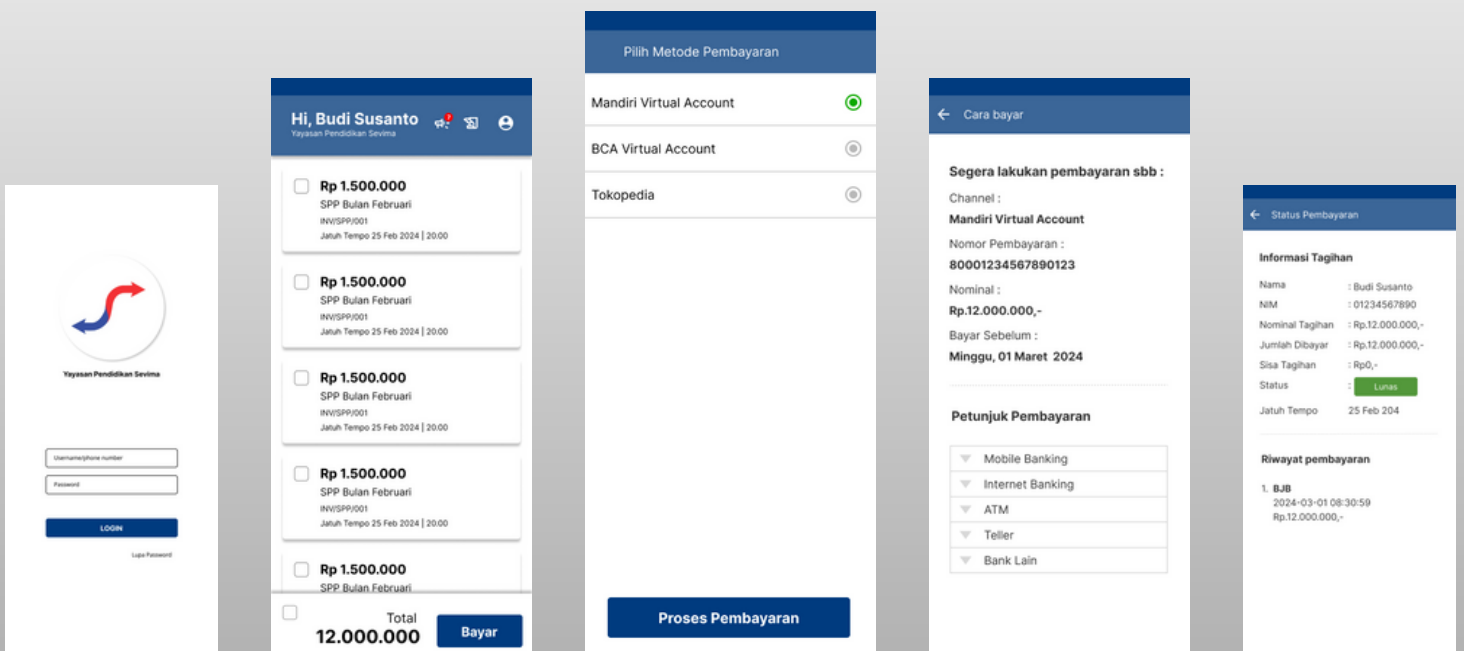 Yayasan Pendidikan Sevima
Username/phone number
Password
LOGIN
Lupa Password
Hi, Budi Susanto
Yayasan Pendidikan Sevima
Rp 1.500.000
SPP Bulan Februari
INV/SPP/001
Jatuh Tempo 25 Feb 2024 | 20:00
Rp 1.500.000
SPP Bulan Februari
INV/SPP/001
Jatuh Tempo 25 Feb 2024 | 20:00
Rp 1.500.000
SPP Bulan Februari
INV/SPP/001
Jatuh Tempo 25 Feb 2024 | 20:00
Rp 1.500.000
SPP Bulan Februari
INV/SPP/001
Jatuh Tempo 25 Feb 2024 | 20:00
Rp 1.500.000
SPP Bulan Februari
Total
12.000.000
Bayar
Pilih Metode Pembayaran
Mandiri Virtual Account
BCA Virtual Account
Tokopedia
Proses Pembayaran
Cara bayar
Segera lakukan pembayaran sbb :
Channel :
Mandiri Virtual Account
Nomor Pembayaran :
80001234567890123
Nominal :
Rp.12.000.000,-
Bayar Sebelum :
Minggu, 01 Maret 2024
Petunjuk Pembayaran
Mobile Banking
Internet Banking
ATM
Teller
Bank Lain
Status Pembayaran
Informasi Tagihan
Nama : Budi Susanto
NIM : 01234567890
Nominal Tagihan : Rp.12.000.000,-
Jumlah Dibayar : Rp.12.000.000,-
Sisa Tagihan : Rp0,-
Status : Lunas
Jatuh Tempo 25 Feb 204
Riwayat pembayaran
1. BJB
2024-03-01 08:30:59
Rp.12.000.000,-